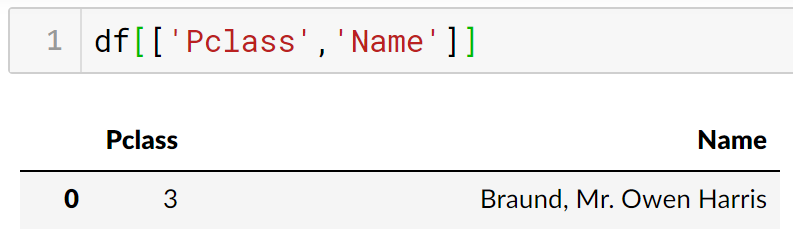 1 df[['Pclass','Name']]
Pclass Name
0 3 Braund, Mr. Owen Harris